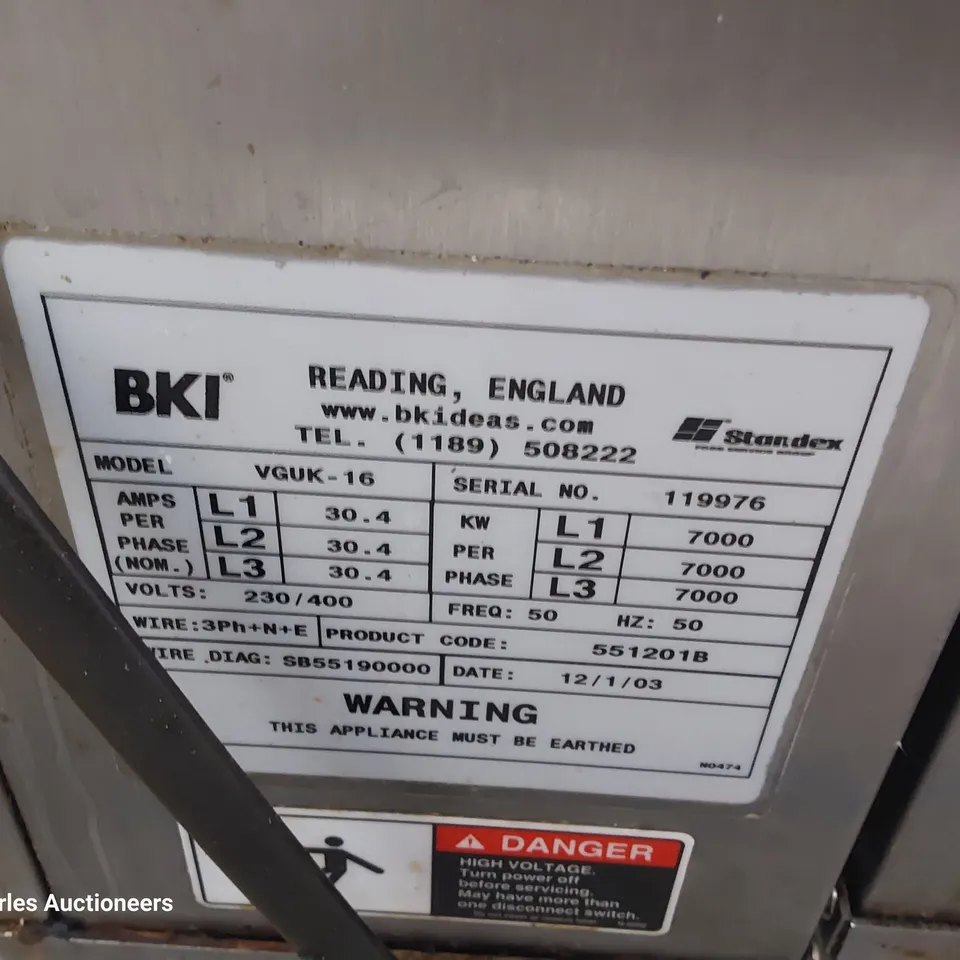 BKI®
READING, ENGLAND
www.bkideas.com
TEL. (1189) 508222
Standex
MODEL VGUK-16
SERIAL NO. 119976
AMPS PER PHASE (NOM.)
L1 30.4
L2 30.4
L3 30.4
KW PER PHASE
L1 7000
L2 7000
L3 7000
VOLTS: 230/400
FREQ: 50 HZ: 50
WIRE:3Ph+N+E
PRODUCT CODE: 551201B
WIRE DIAG: SB55190000
DATE: 12/1/03
WARNING
THIS APPLIANCE MUST BE EARTHED
N0474
DANGER
HIGH VOLTAGE.
Turn power off
before servicing.
May have more than
one disconnect switch.
rles Auctioneers